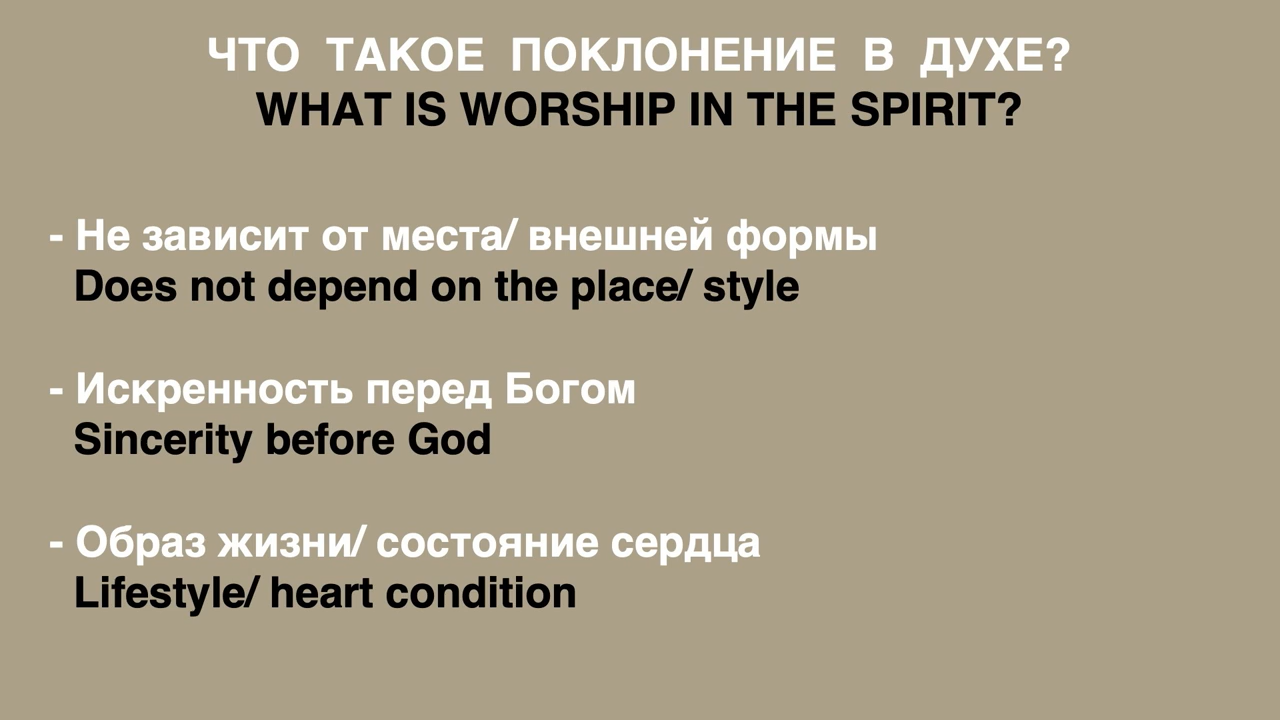 ЧТО ТАКОЕ ПОКЛОНЕНИЕ В ДУХЕ?
WHAT IS WORSHIP IN THE SPIRIT?
- Не зависит от места/ внешней формы
Does not depend on the place/ style
- Искренность перед Богом
Sincerity before God
- Образ жизни/ состояние сердца
Lifestyle/ heart condition